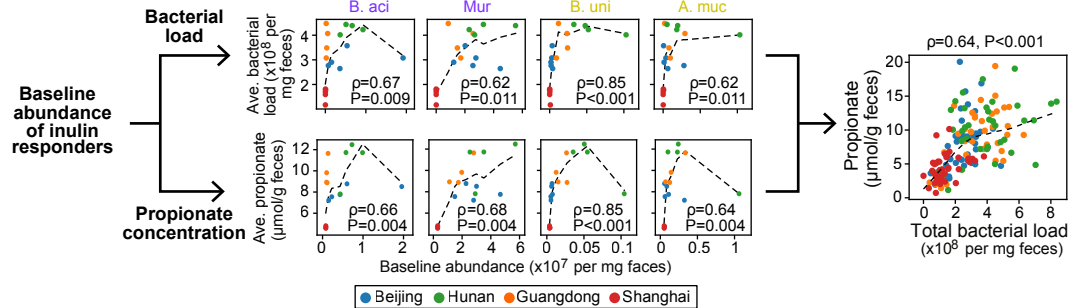 Bacterial
load
Baseline
abundance
of inulin
responders
Propionate
concentration
B. aci
Mur
B. uni
A. muc
Ave. bacterial
load (x10⁸ per
mg feces)
4
3
2
1
ρ=0.67
P=0.009
ρ=0.62
P=0.011
ρ=0.85
P<0.001
ρ=0.62
P=0.011
Ave. propionate
(μmol/g feces)
12
10
8
6
ρ=0.66
P=0.004
ρ=0.68
P=0.004
ρ=0.85
P<0.001
ρ=0.64
P=0.004
0 1 2
0 2 4 6
0 0.05 0.1
0 0.5 1.0
Baseline abundance (x10⁷ per mg faces)
Beijing Hunan Guangdong Shanghai
ρ=0.64, P<0.001
Propionate
(μmol/g feces)
20
15
10
5
0
0 2 4 6 8
Total bacterial load
(x10⁸ per mg feces)